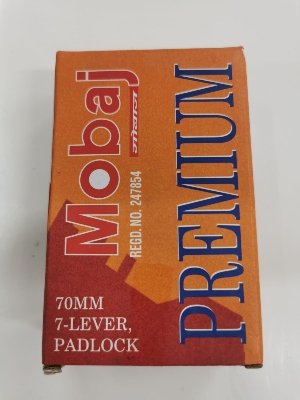 Mobaj
मोबाज
REGD. NO. 247854
PREMIUM
70MM
7-LEVER,
PADLOCK